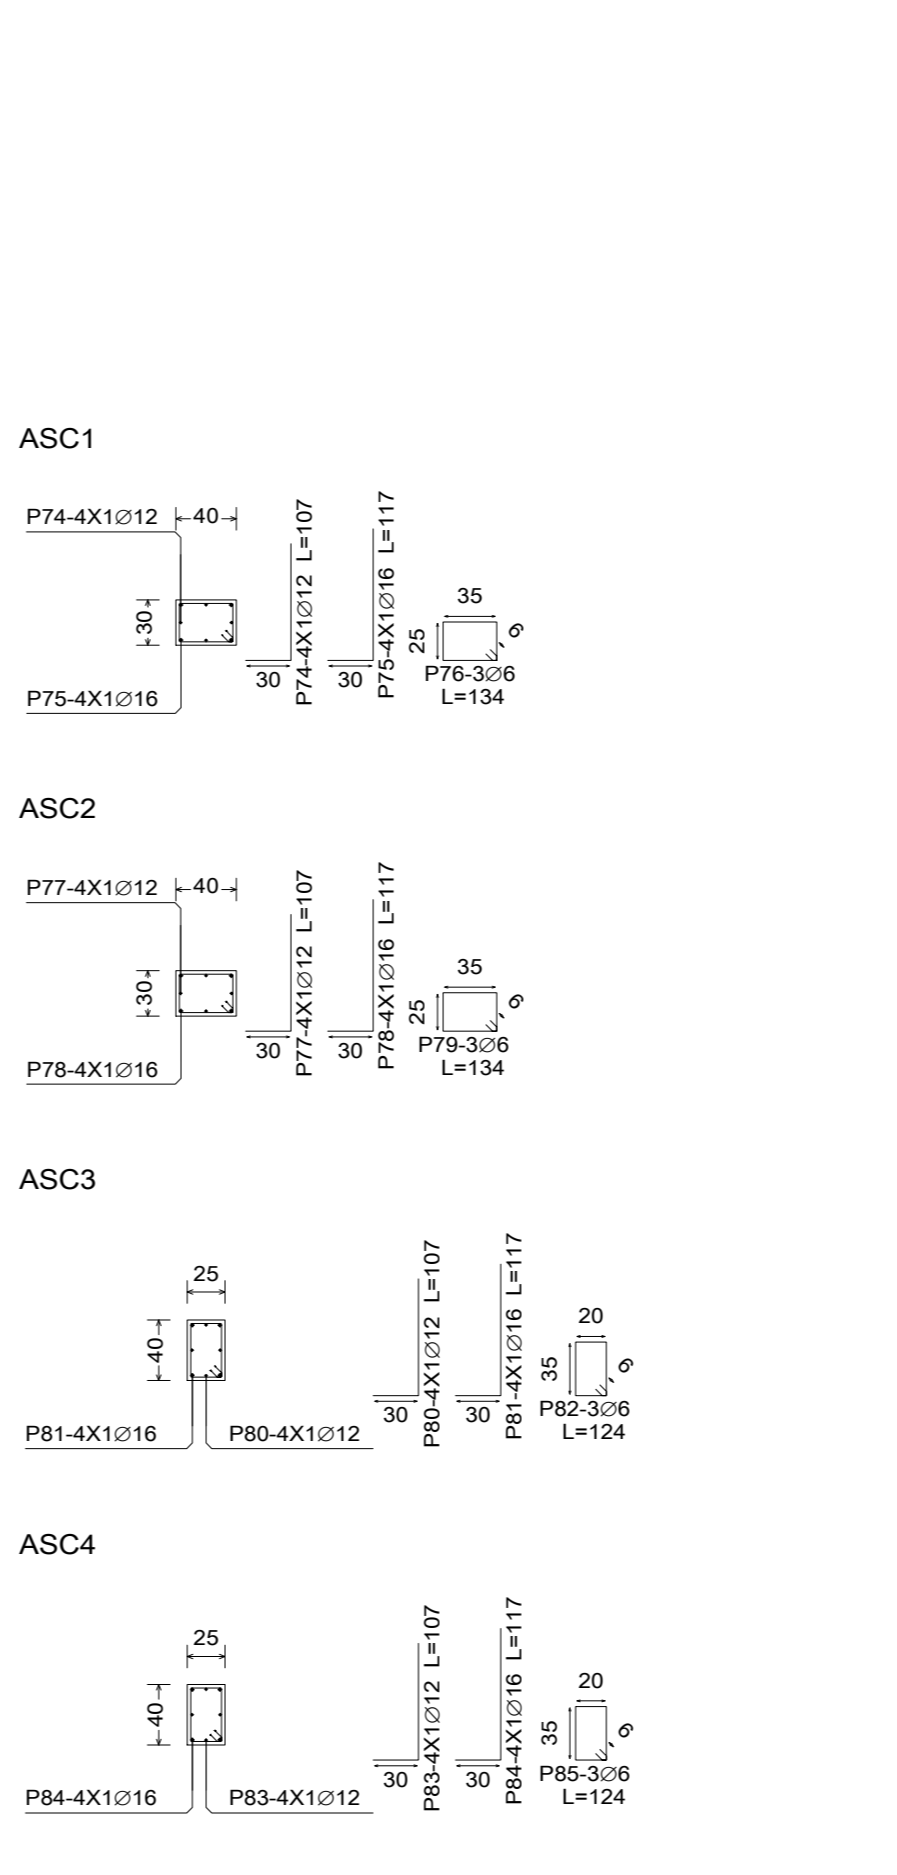 ASC1
P74-4X1∅12
40
30
P75-4X1∅16
30
P74-4X1∅12 L=107
30
P75-4X1∅16 L=117
35
25
6
P76-3∅6
L=134
ASC2
P77-4X1∅12
40
30
P78-4X1∅16
30
P77-4X1∅12 L=107
30
P78-4X1∅16 L=117
35
25
6
P79-3∅6
L=134
ASC3
25
40
P81-4X1∅16
P80-4X1∅12
30
P80-4X1∅12 L=107
30
P81-4X1∅16 L=117
20
35
6
P82-3∅6
L=124
ASC4
25
40
P84-4X1∅16
P83-4X1∅12
30
P83-4X1∅12 L=107
30
P84-4X1∅16 L=117
20
35
6
P85-3∅6
L=124